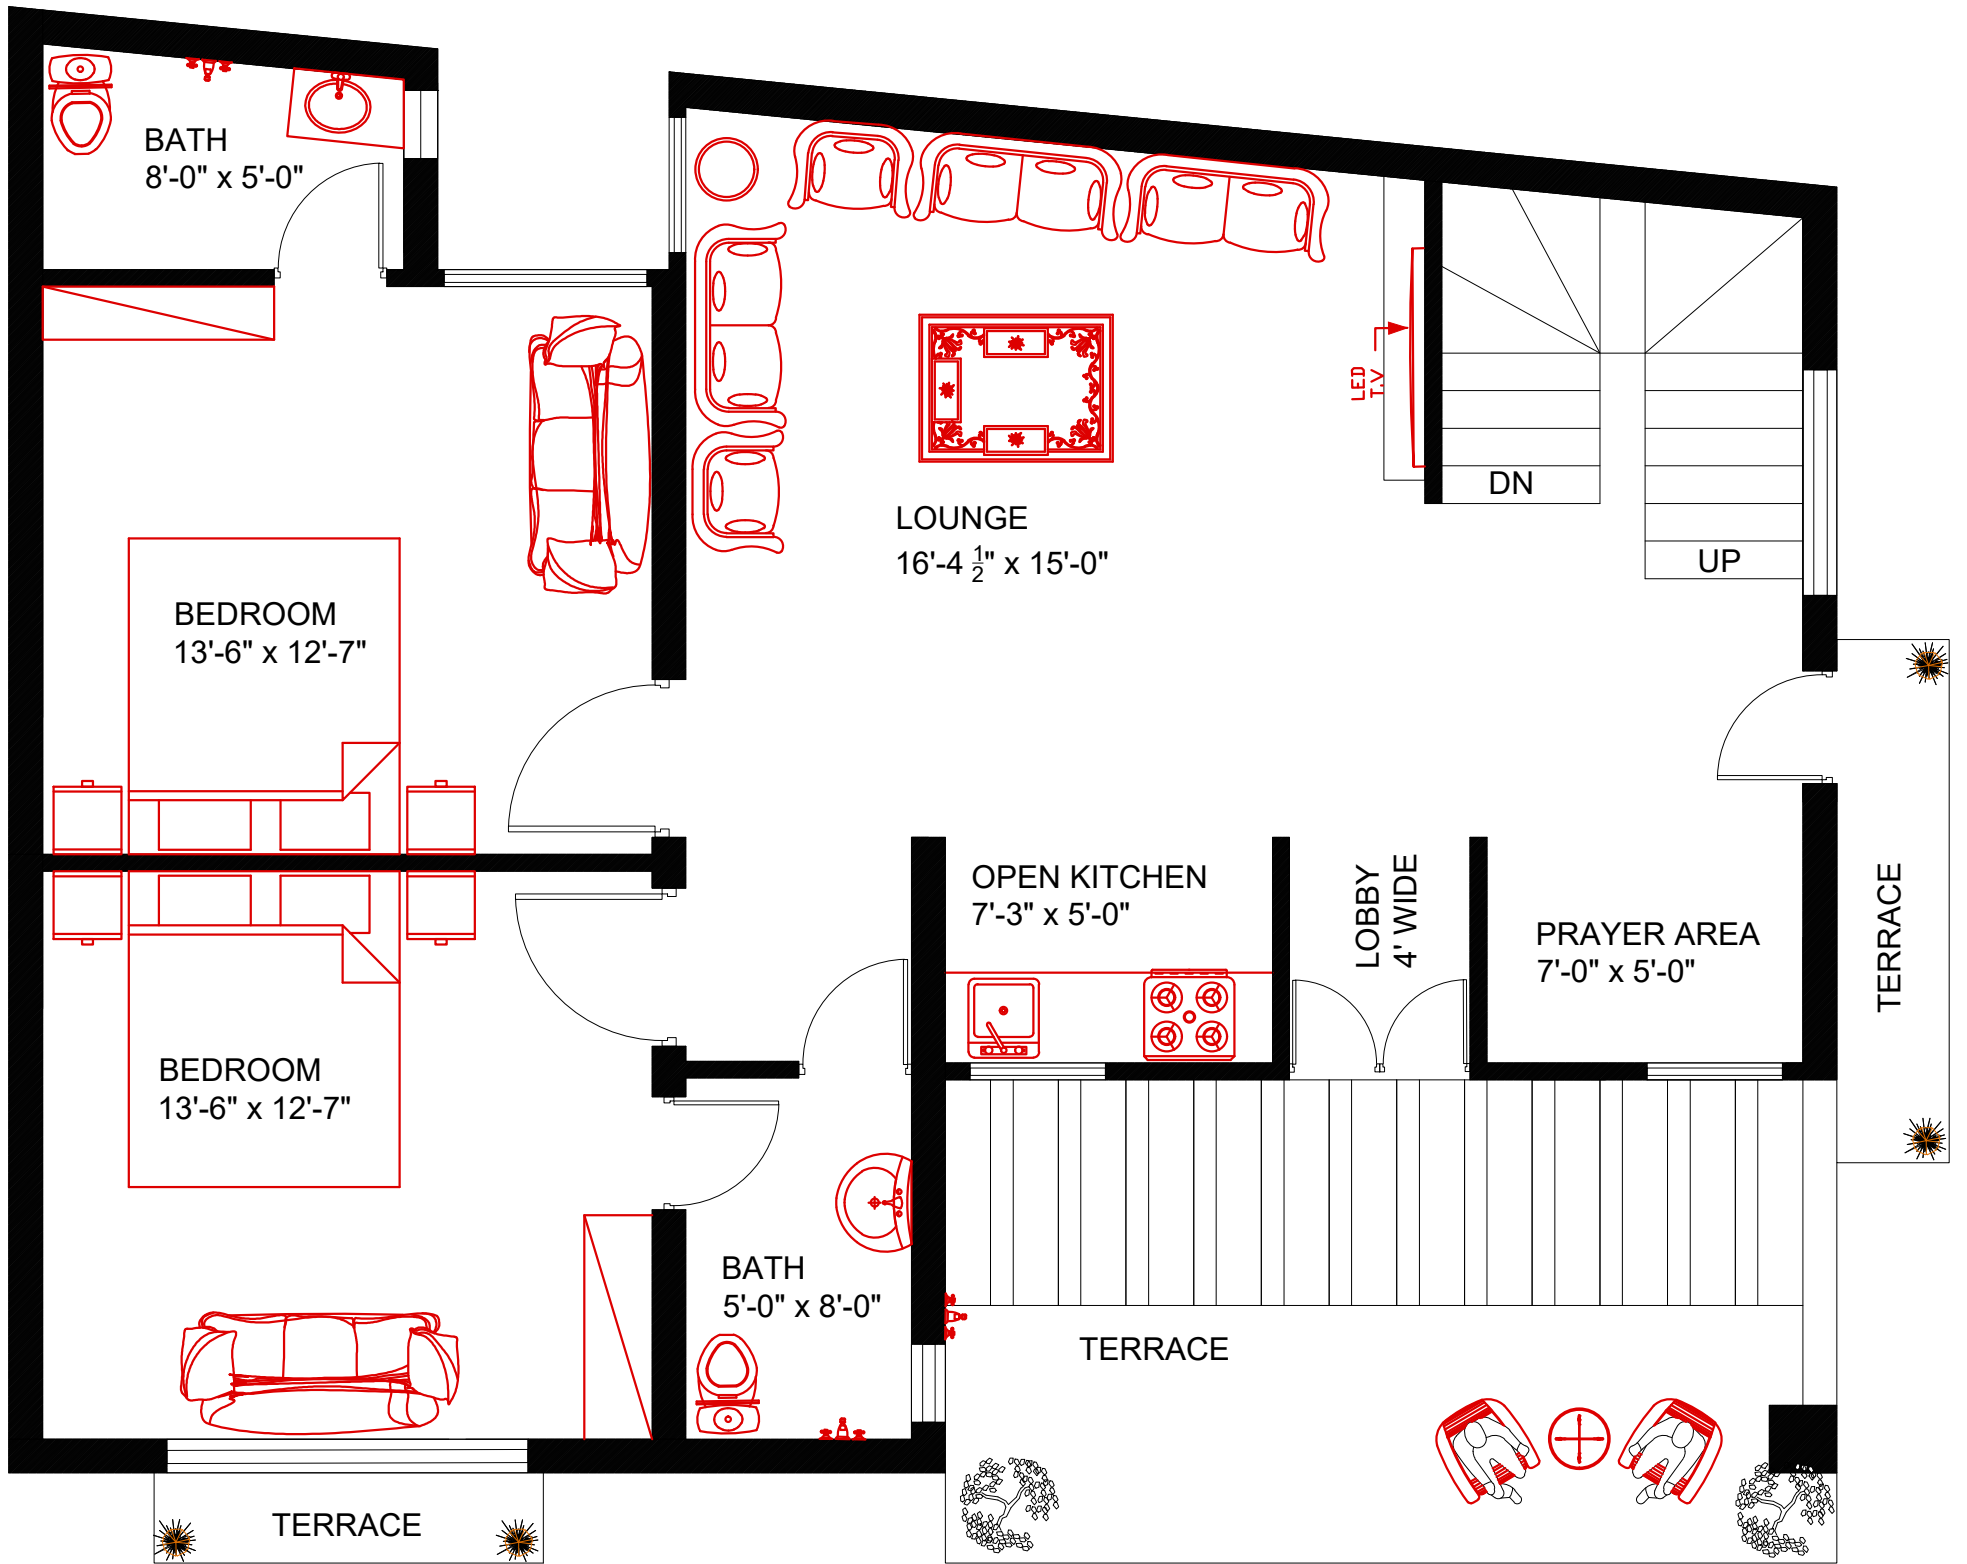 BATH
8'-0" x 5'-0"
LED
T.V
DN
LOUNGE
16'-4 1/2" x 15'-0"
UP
BEDROOM
13'-6" x 12'-7"
OPEN KITCHEN
7'-3" x 5'-0"
LOBBY
4' WIDE
PRAYER AREA
7'-0" x 5'-0"
TERRACE
BEDROOM
13'-6" x 12'-7"
BATH
5'-0" x 8'-0"
TERRACE
TERRACE